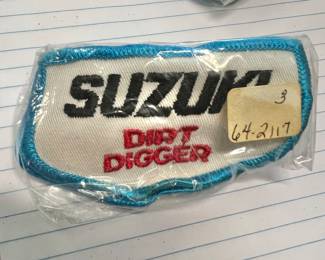 SUZUKI
DIRT
DIGGER
3
64-2117